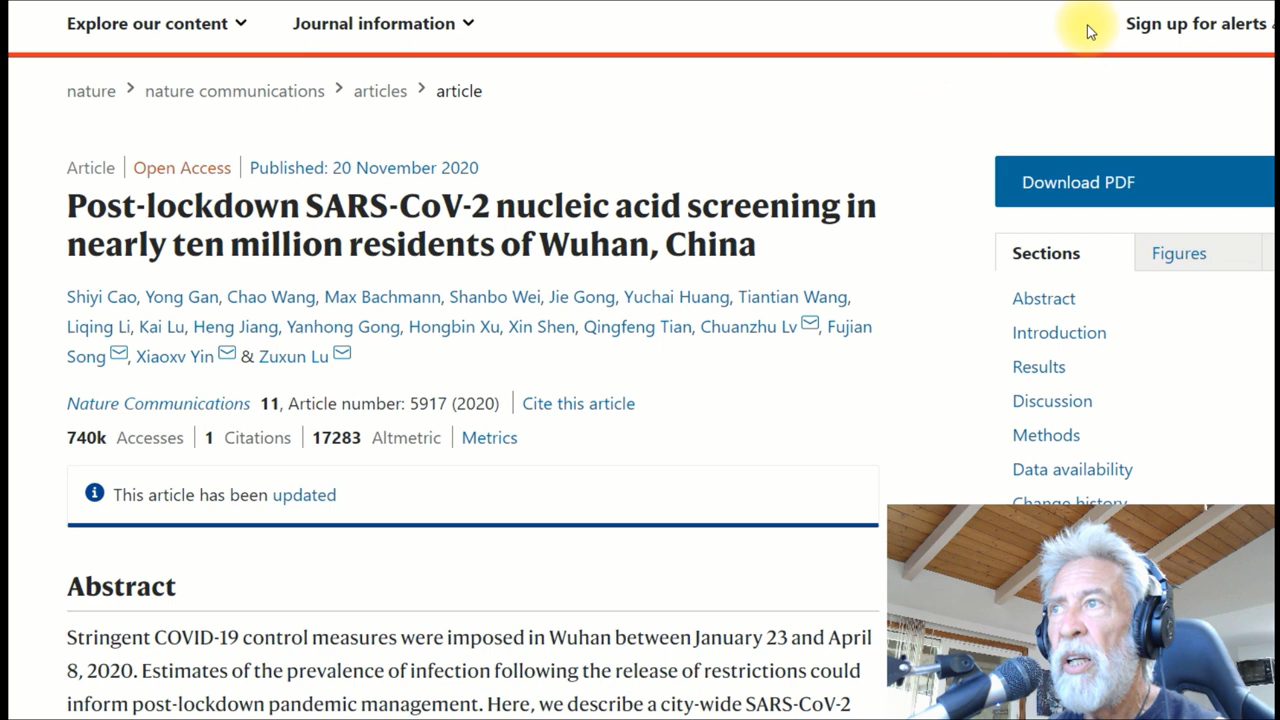 Explore our content
Journal information
Sign up for alerts
nature > nature communications > articles > article
Article | Open Access | Published: 20 November 2020
Post-lockdown SARS-CoV-2 nucleic acid screening in
nearly ten million residents of Wuhan, China
Shiyi Cao, Yong Gan, Chao Wang, Max Bachmann, Shanbo Wei, Jie Gong, Yuchai Huang, Tiantian Wang,
Liqing Li, Kai Lu, Heng Jiang, Yanhong Gong, Hongbin Xu, Xin Shen, Qingfeng Tian, Chuanzhu Lv, Fujian
Song, Xiaoxv Yin & Zuxun Lu
Nature Communications 11, Article number: 5917 (2020) | Cite this article
740k Accesses | 1 Citations | 17283 Altmetric | Metrics
This article has been updated
Abstract
Stringent COVID-19 control measures were imposed in Wuhan between January 23 and April
8, 2020. Estimates of the prevalence of infection following the release of restrictions could
inform post-lockdown pandemic management. Here, we describe a city-wide SARS-CoV-2
Download PDF
Sections
Figures
Abstract
Introduction
Results
Discussion
Methods
Data availability
Change history